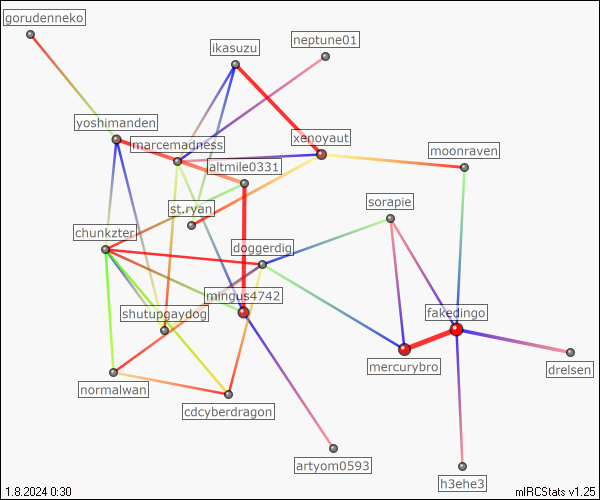 gorudenneko
neptune01
ikasuzu
yoshimanden
xenoyaut
marcemadness
moonraven
altmile0331
sorapie
st.ryan
chunkzter
doggerdig
mingus4742
shutupgaydog
fakedingo
mercurybro
drelsen
normalwan
cdcyberdragon
artyom0593
h3ehe3
1.8.2024 0:30
mIRCStats v1.25